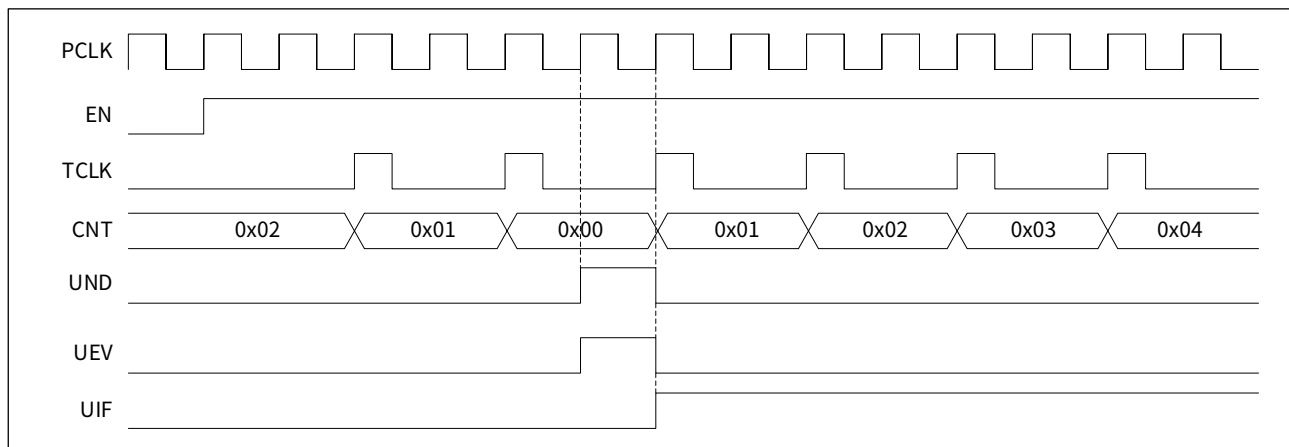 PCLK
EN
TCLK
CNT 0x02 0x01 0x00 0x01 0x02 0x03 0x04
UND
UEV
UIF